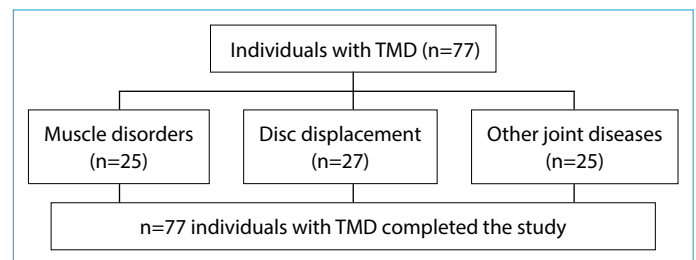 Individuals with TMD (n=77)
Muscle disorders
(n=25)
Disc displacement
(n=27)
Other joint diseases
(n=25)
n=77 individuals with TMD completed the study